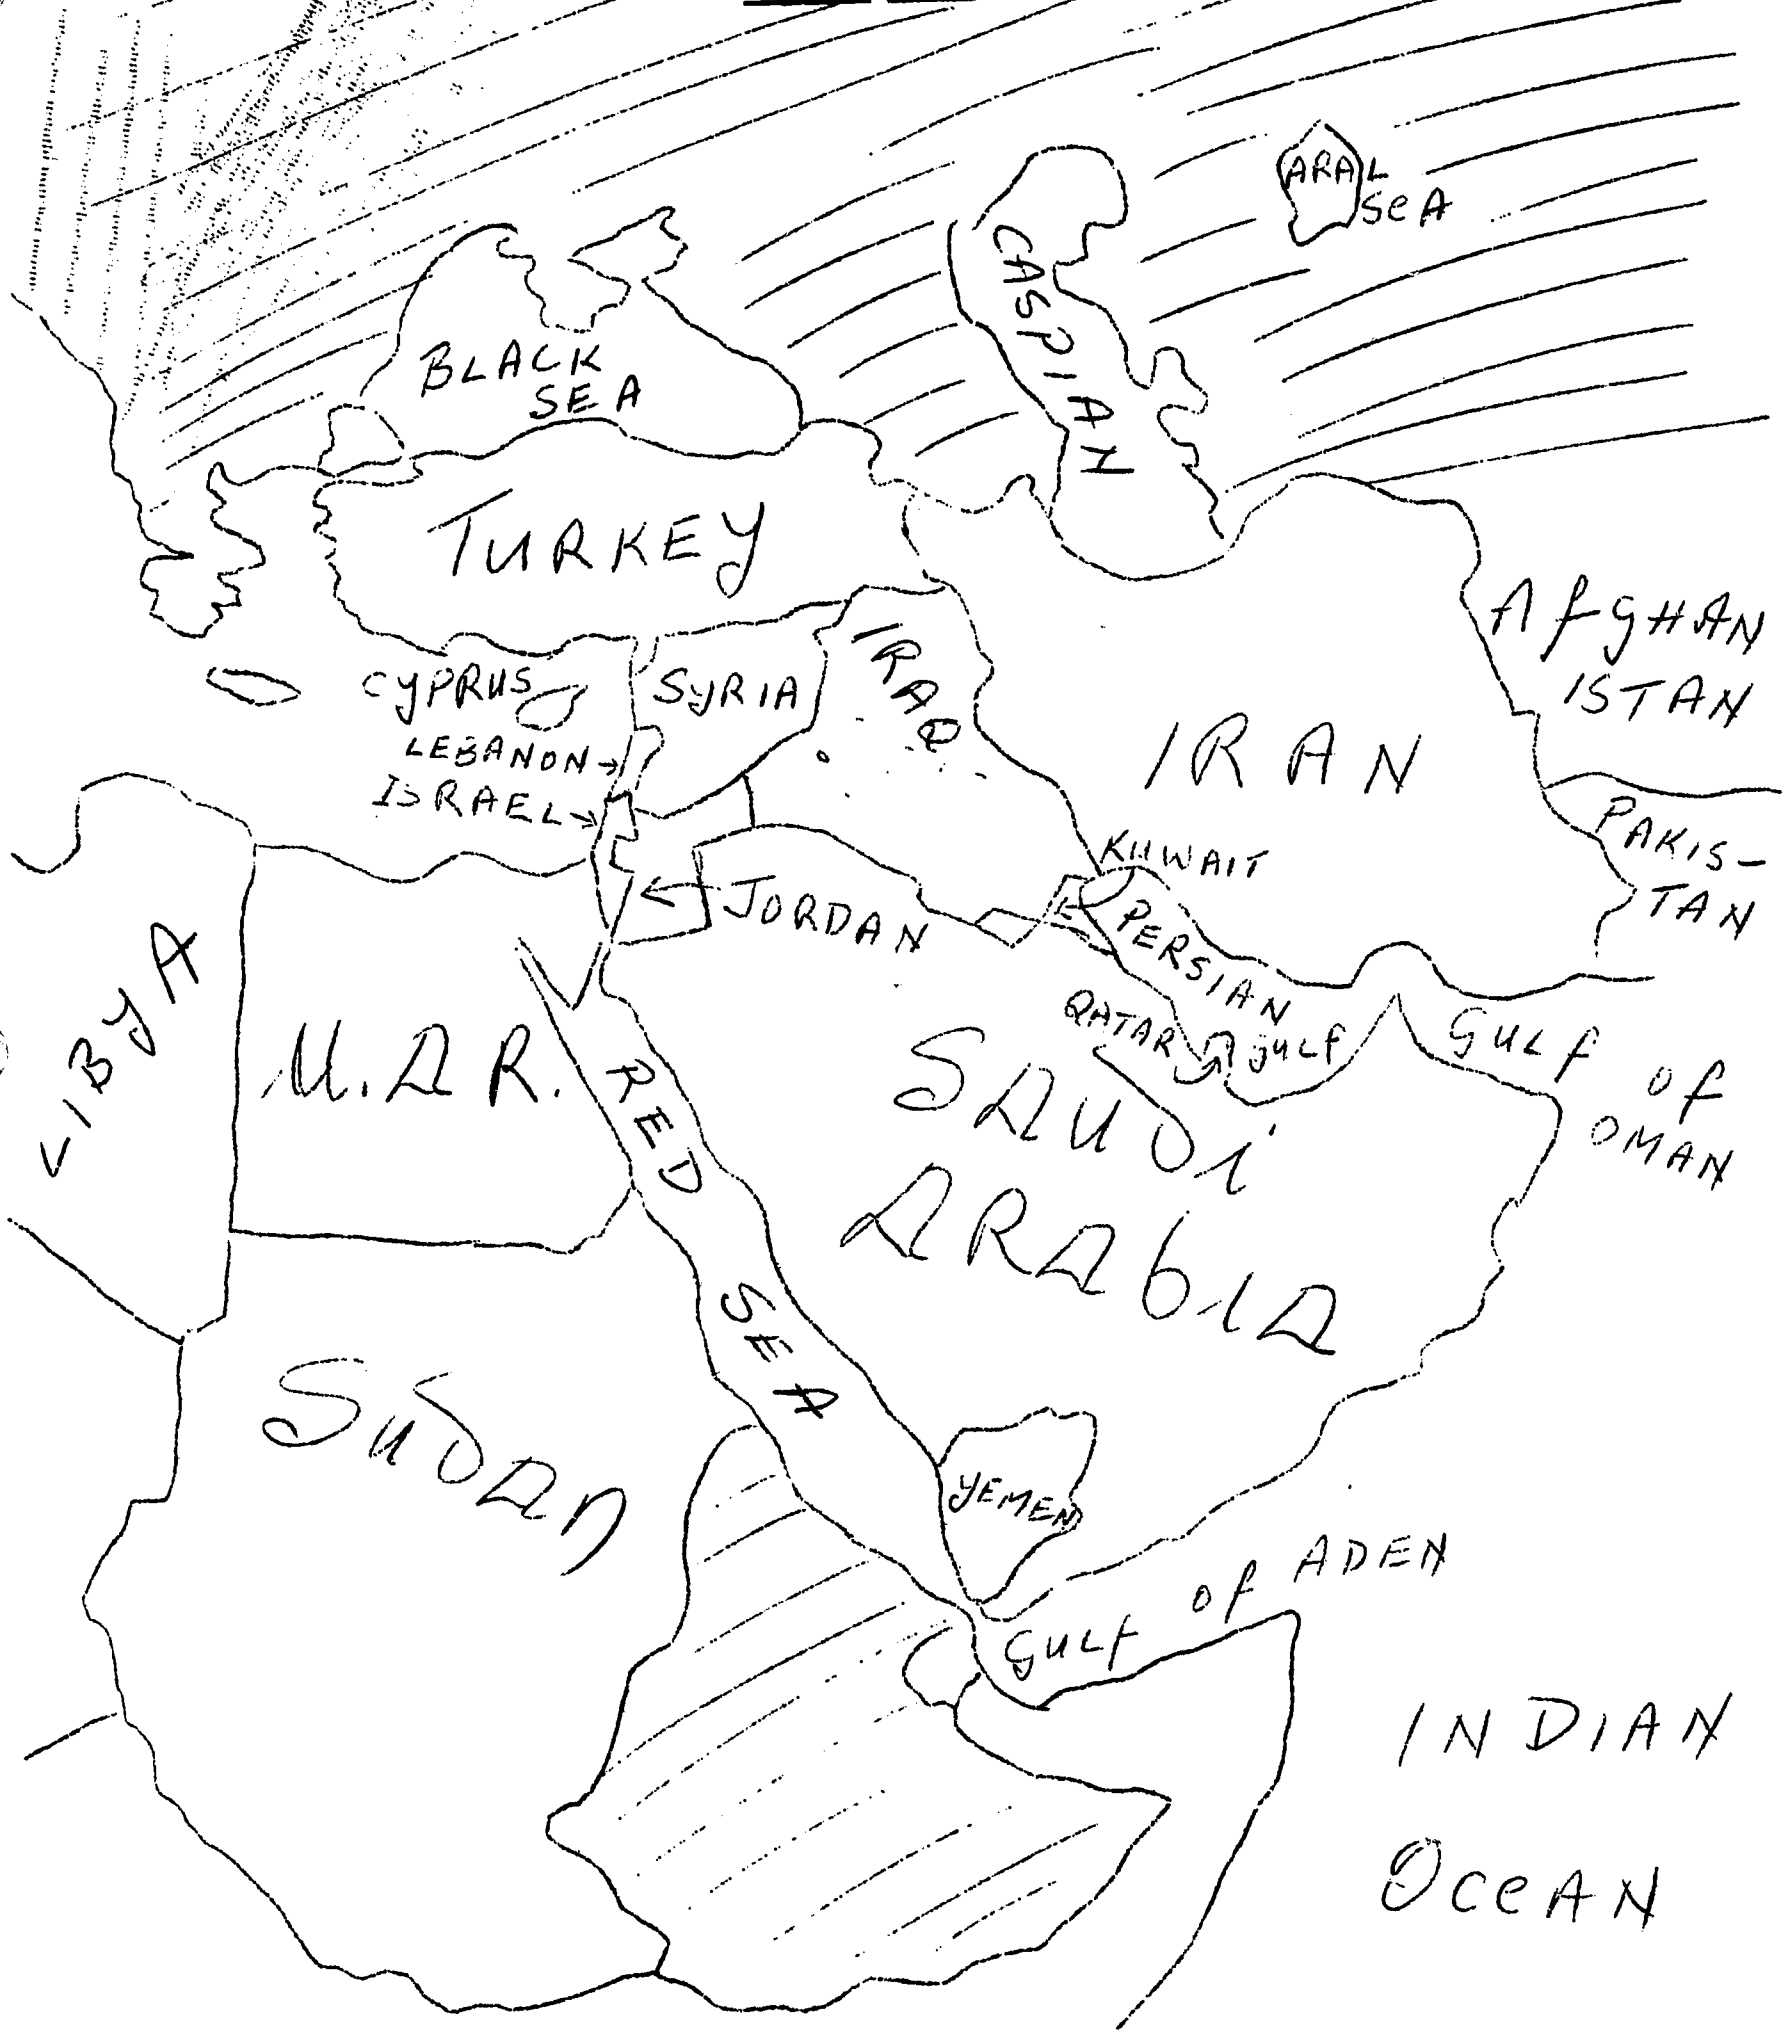 ARAL
SeA
CASPIAN
BLACK
SEA
TURKEY
AfgHAN
ISTAN
CYPRUS
SYRIA
IRAQ
LEBANON
IRAN
ISRAEL
PAKIS-
TAN
KUWAIT
JORDAN
PERSIAN
GULF
LIBYA
U.A.R.
QATAR
RED
SEA
SAUDi
ARAbIA
GULf
Of
OMAN
SuDAn
YEMEN
GULf Of ADEN
INDIAN
OceAN